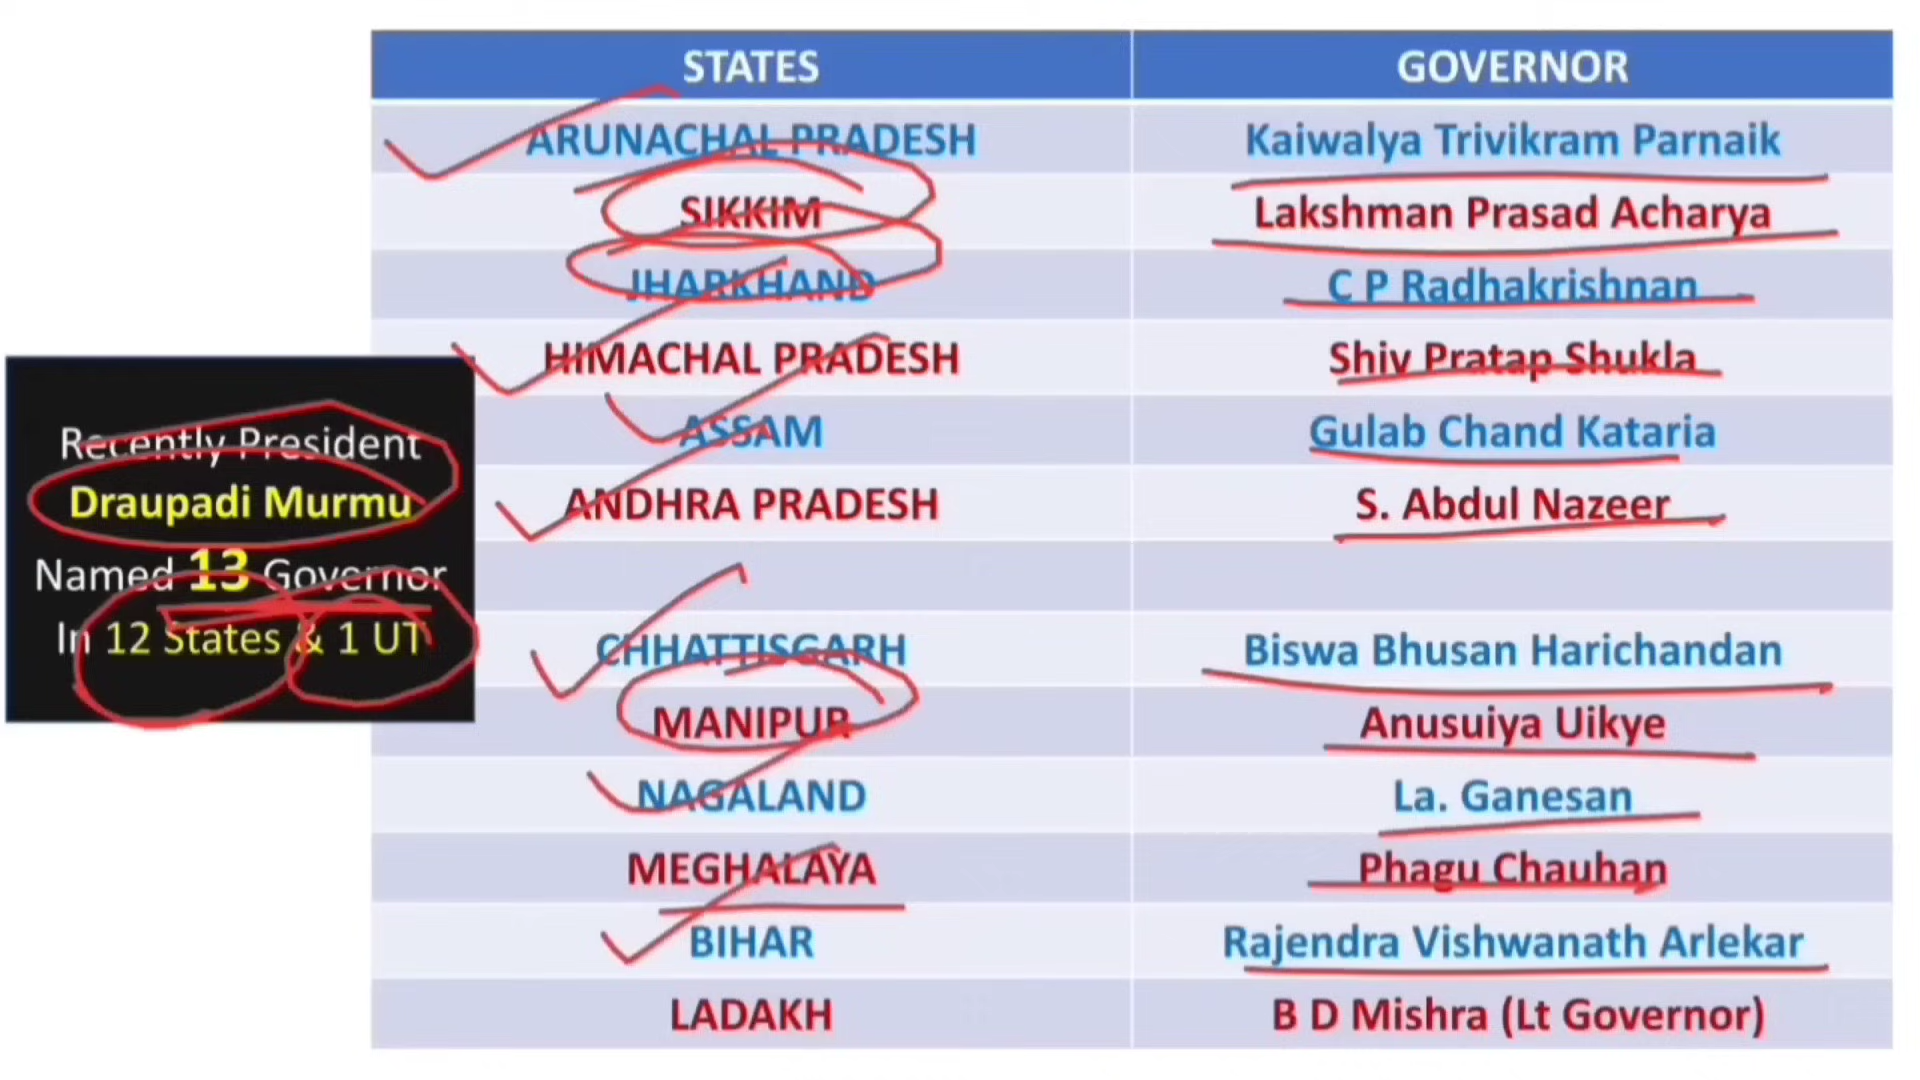 STATES GOVERNOR
ARUNACHAL PRADESH Kaiwalya Trivikram Parnaik
SIKKIM Lakshman Prasad Acharya
JHARKHAND C P Radhakrishnan
HIMACHAL PRADESH Shiv Pratap Shukla
ASSAM Gulab Chand Kataria
ANDHRA PRADESH S. Abdul Nazeer
CHHATTISGARH Biswa Bhusan Harichandan
MANIPUR Anusuiya Uikye
NAGALAND La. Ganesan
MEGHALAYA Phagu Chauhan
BIHAR Rajendra Vishwanath Arlekar
LADAKH B D Mishra (Lt Governor)
Recently President
Draupadi Murmu
Named 13 Governor
In 12 States & 1 UT